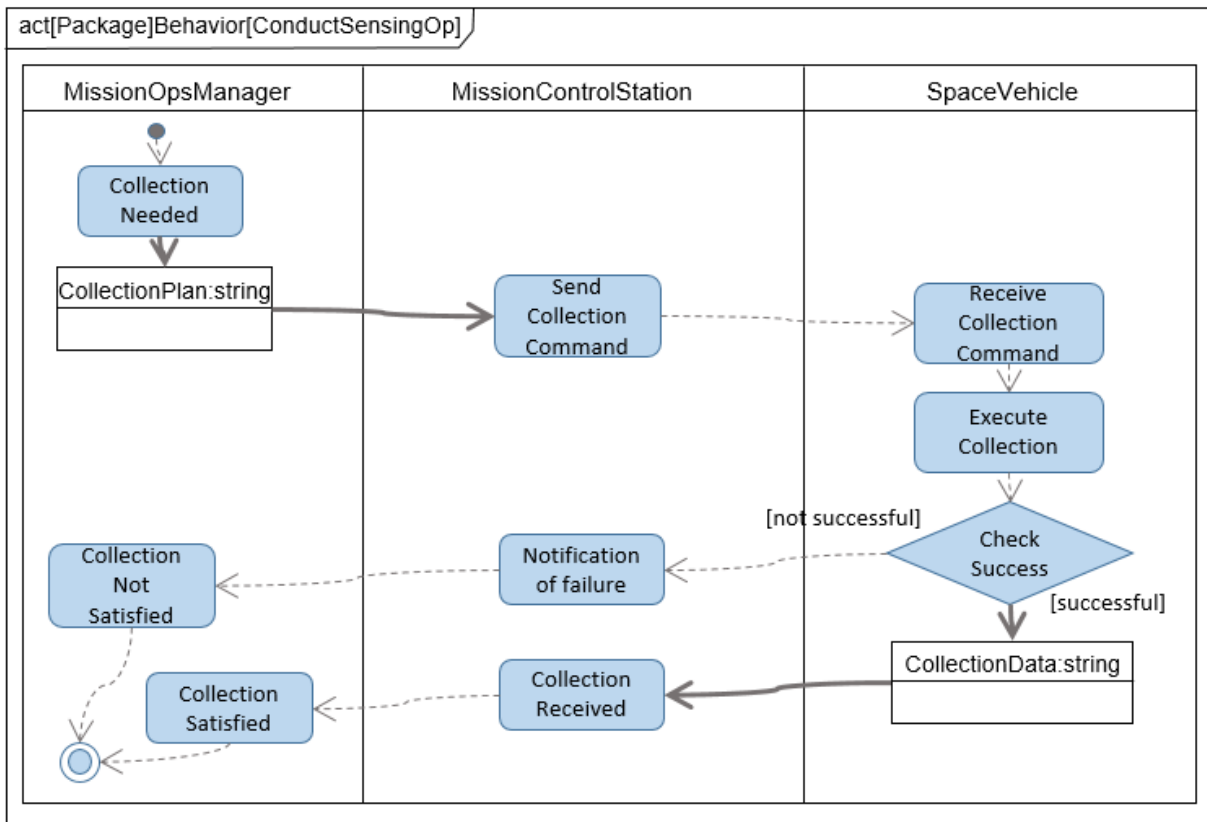 act[Package]Behavior[ConductSensingOp]
MissionOpsManager
MissionControlStation
SpaceVehicle
Collection
Needed
CollectionPlan:string
Send
Collection
Command
Receive
Collection
Command
Execute
Collection
[not successful]
Check
Success
[successful]
Collection
Not
Satisfied
Notification
of failure
CollectionData:string
Collection
Received
Collection
Satisfied